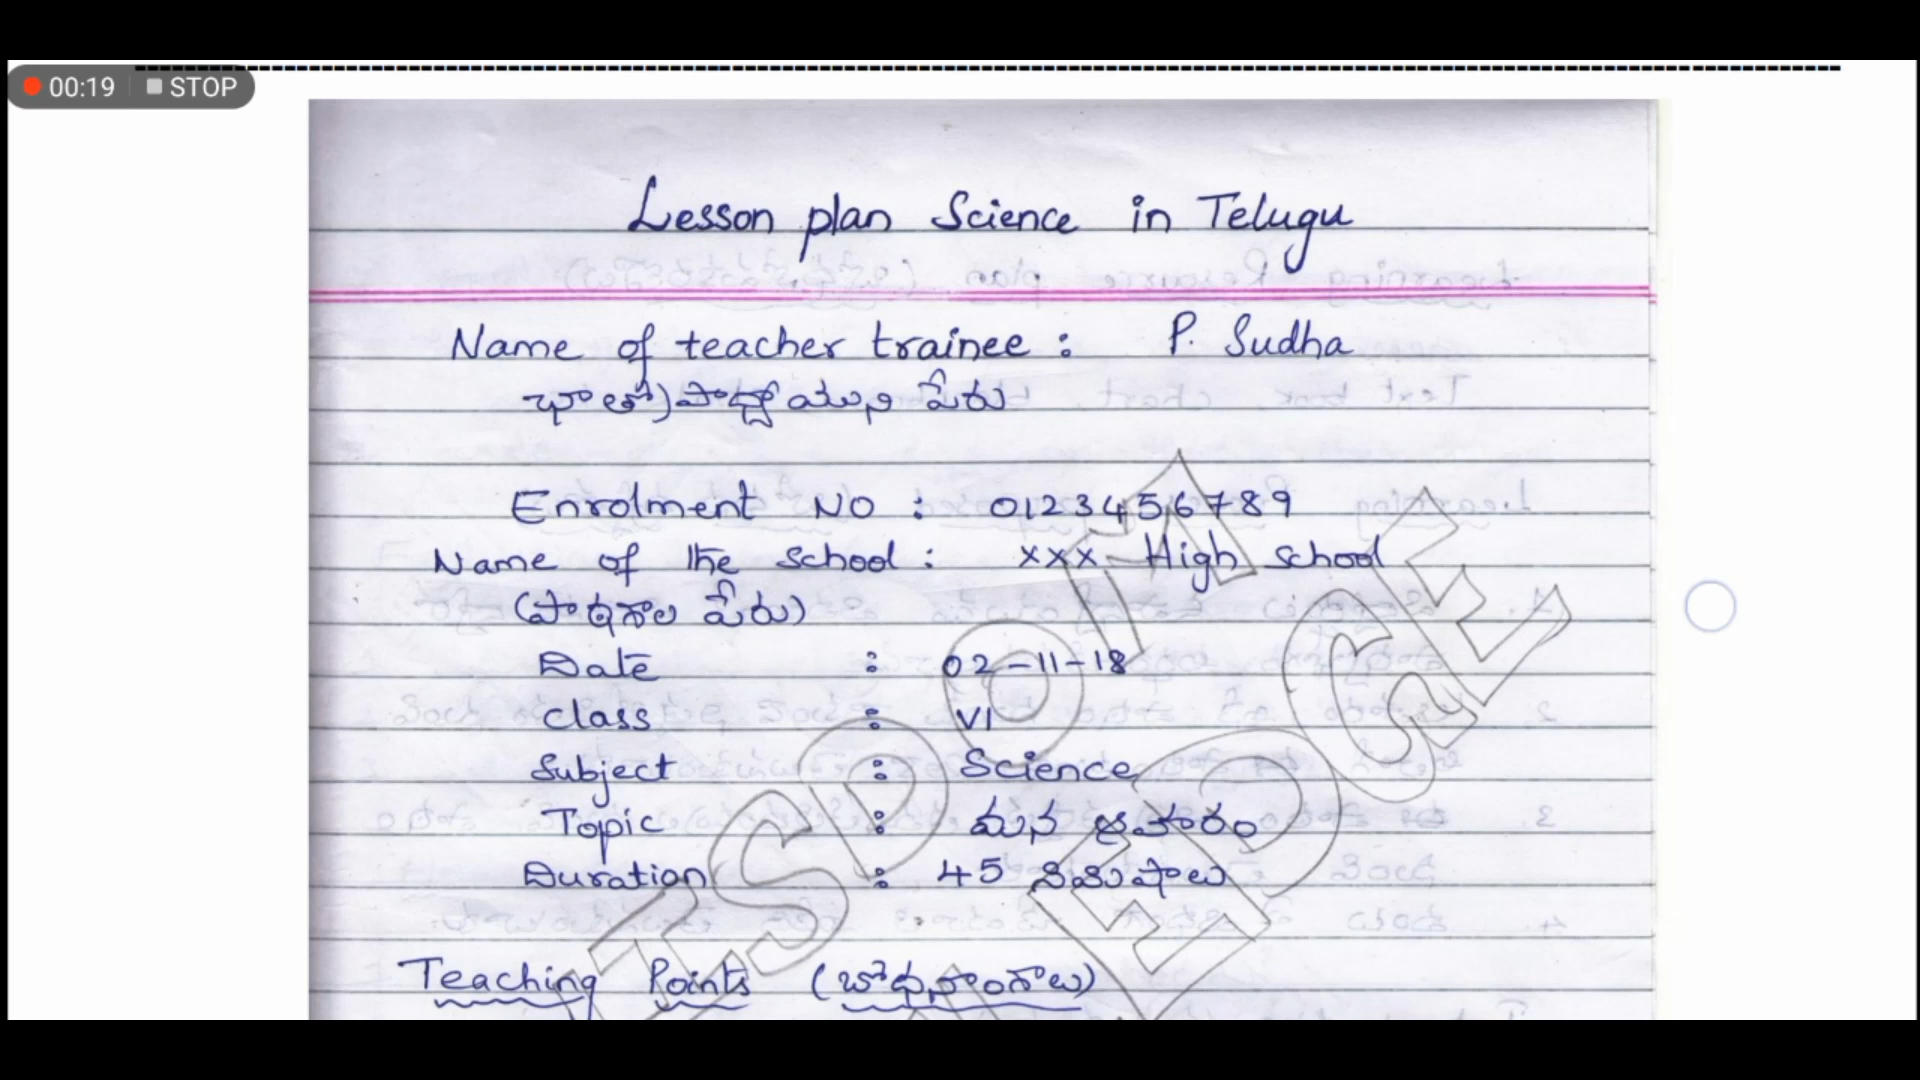 00:19 STOP
Lesson plan Science in Telugu
Name of teacher trainee : P. Sudha
ఛాత్రోపాధ్యాయుని పేరు
Enrolment NO : 0123456789
Name of the school : xxx High school
(పాఠశాల పేరు)
Date : 02-11-18
class : VI
Subject : Science
Topic : మన ఆహారం
Duration : 45 నిమిషాలు
Teaching Points (బోధనాంశాలు)